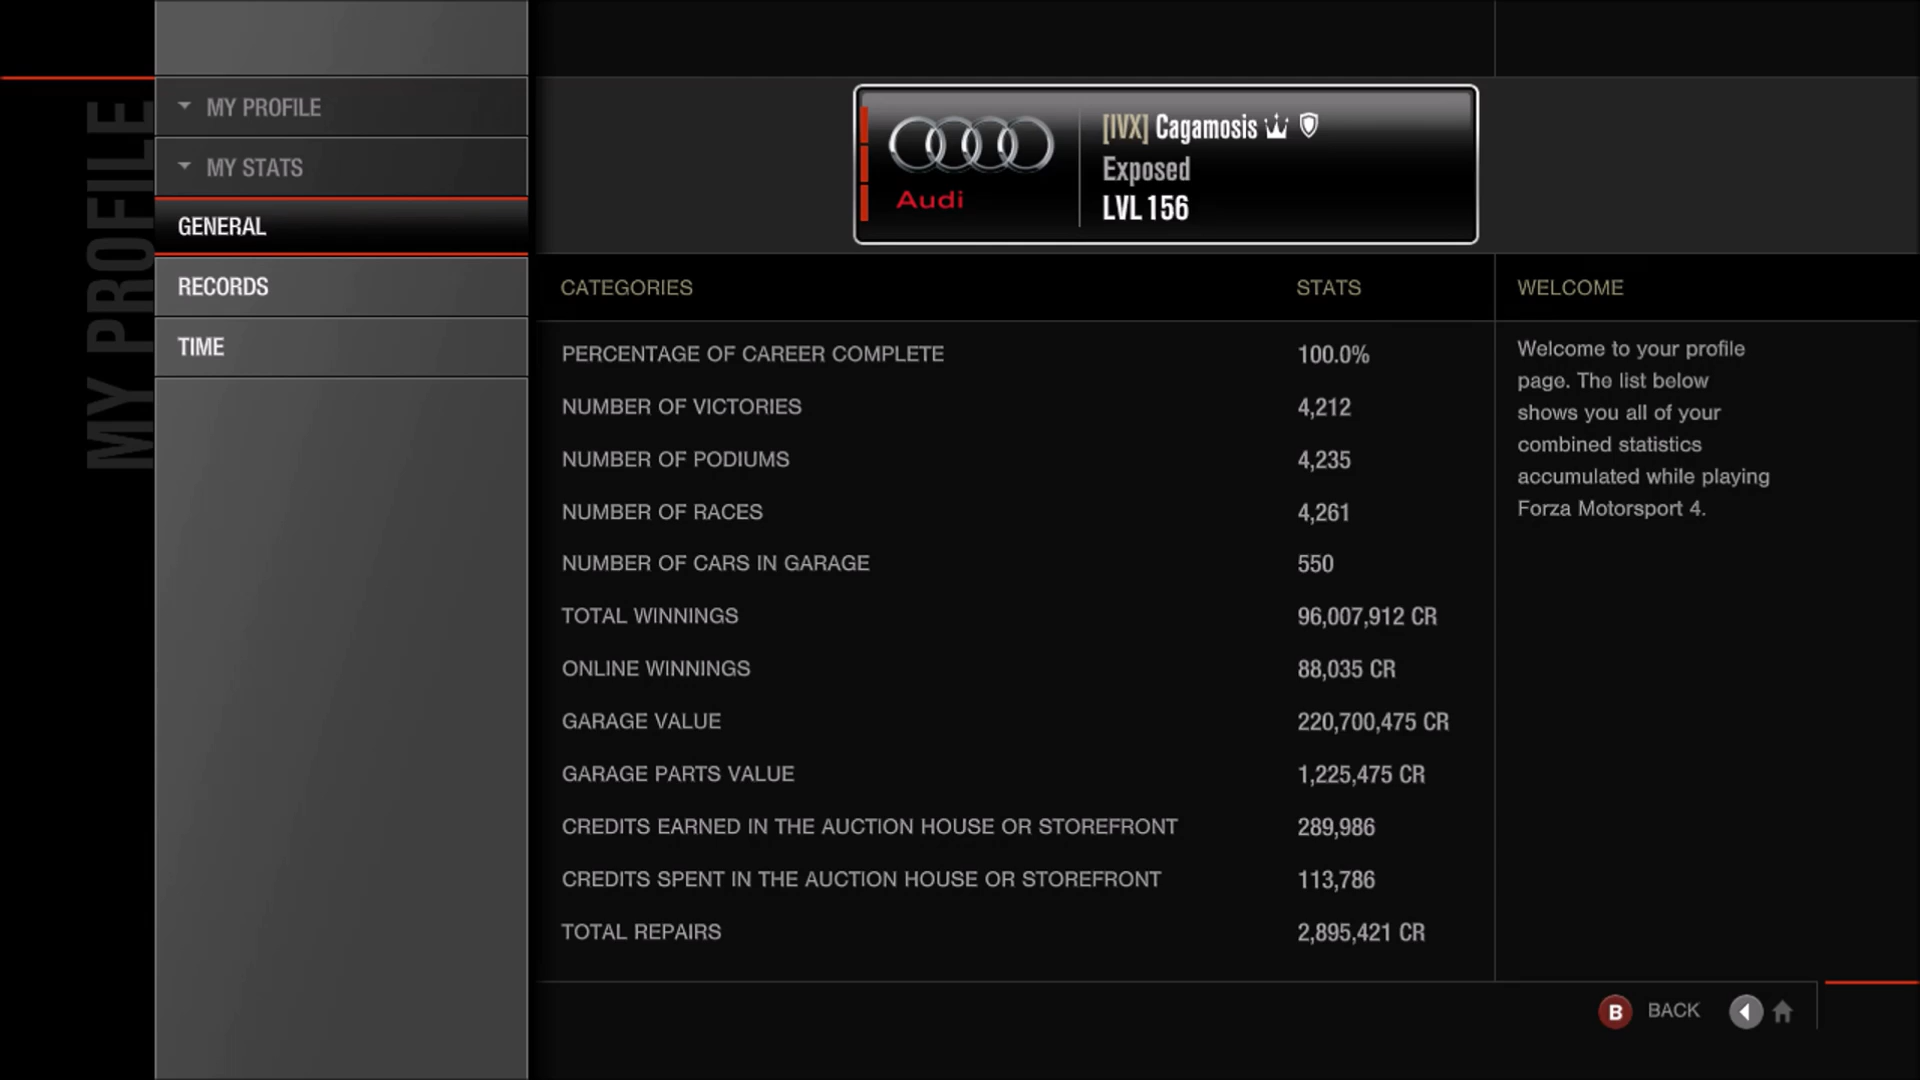 MY PROFILE
MY PROFILE
MY STATS
GENERAL
RECORDS
TIME
Audi
[IVX] Cagamosis
Exposed
LVL 156
CATEGORIES STATS
PERCENTAGE OF CAREER COMPLETE 100.0%
NUMBER OF VICTORIES 4,212
NUMBER OF PODIUMS 4,235
NUMBER OF RACES 4,261
NUMBER OF CARS IN GARAGE 550
TOTAL WINNINGS 96,007,912 CR
ONLINE WINNINGS 88,035 CR
GARAGE VALUE 220,700,475 CR
GARAGE PARTS VALUE 1,225,475 CR
CREDITS EARNED IN THE AUCTION HOUSE OR STOREFRONT 289,986
CREDITS SPENT IN THE AUCTION HOUSE OR STOREFRONT 113,786
TOTAL REPAIRS 2,895,421 CR
WELCOME
Welcome to your profile
page. The list below
shows you all of your
combined statistics
accumulated while playing
Forza Motorsport 4.
B BACK